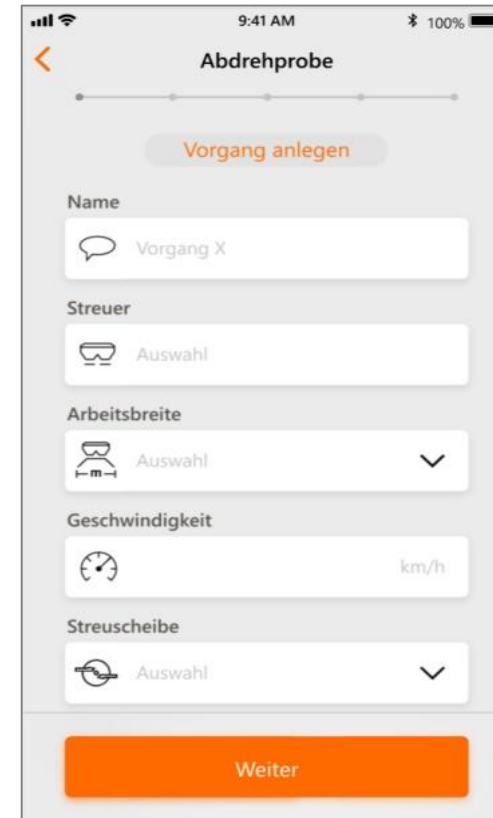 9:41 AM 100%
Abdrehprobe
Vorgang anlegen
Name
Vorgang X
Streuer
Auswahl
Arbeitsbreite
m
Auswahl
Geschwindigkeit
km/h
Streuscheibe
Auswahl
Weiter